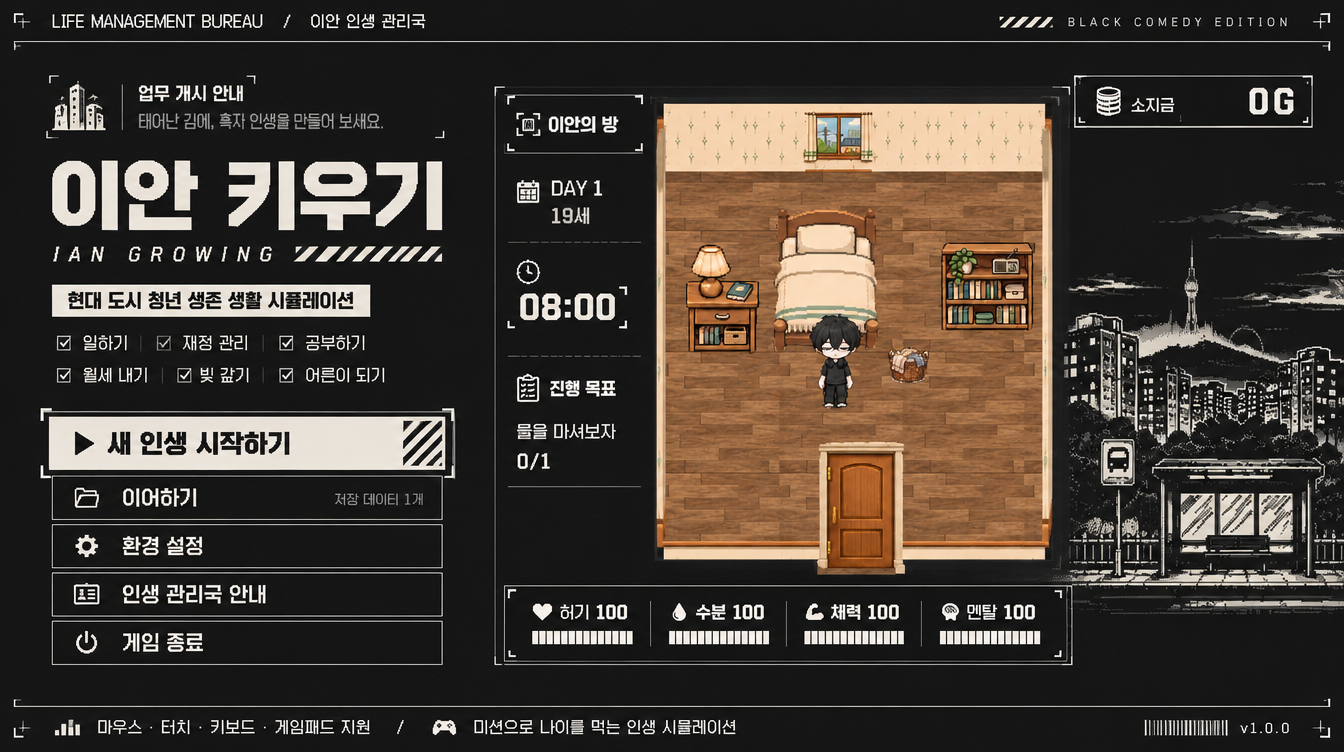 LIFE MANAGEMENT BUREAU / 이안 인생 관리국
BLACK COMEDY EDITION
업무 개시 안내
태어난 김에, 흑자 인생을 만들어 보세요.
이안 키우기
IAN GROWING
현대 도시 청년 생존 생활 시뮬레이션
일하기 | 재정 관리 | 공부하기
월세 내기 | 빚 갚기 | 어른이 되기
▶ 새 인생 시작하기
이어하기 저장 데이터 1개
환경 설정
인생 관리국 안내
게임 종료
이안의 방
DAY 1
19세
08:00
진행 목표
물을 마셔보자
0/1
소지금 0G
허기 100 | 수분 100 | 체력 100 | 멘탈 100
마우스 · 터치 · 키보드 · 게임패드 지원 / 미션으로 나이를 먹는 인생 시뮬레이션
v1.0.0